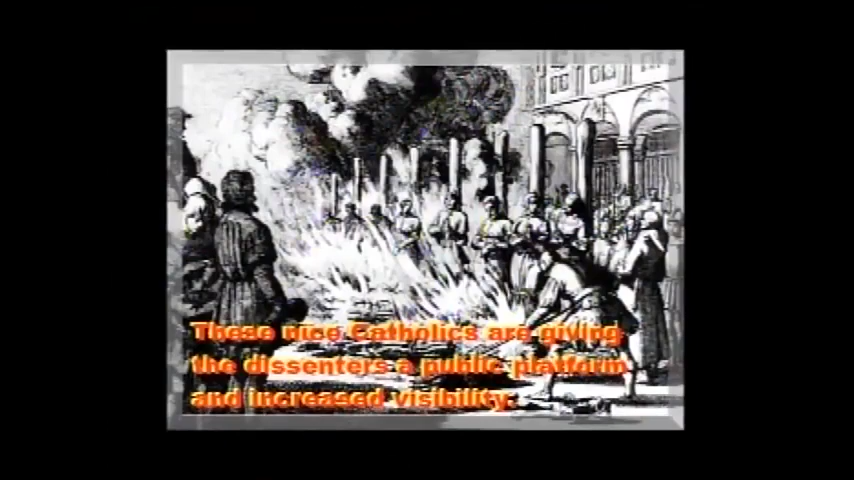 These nice Catholics are giving
the dissenters a public platform
and increased visibility.